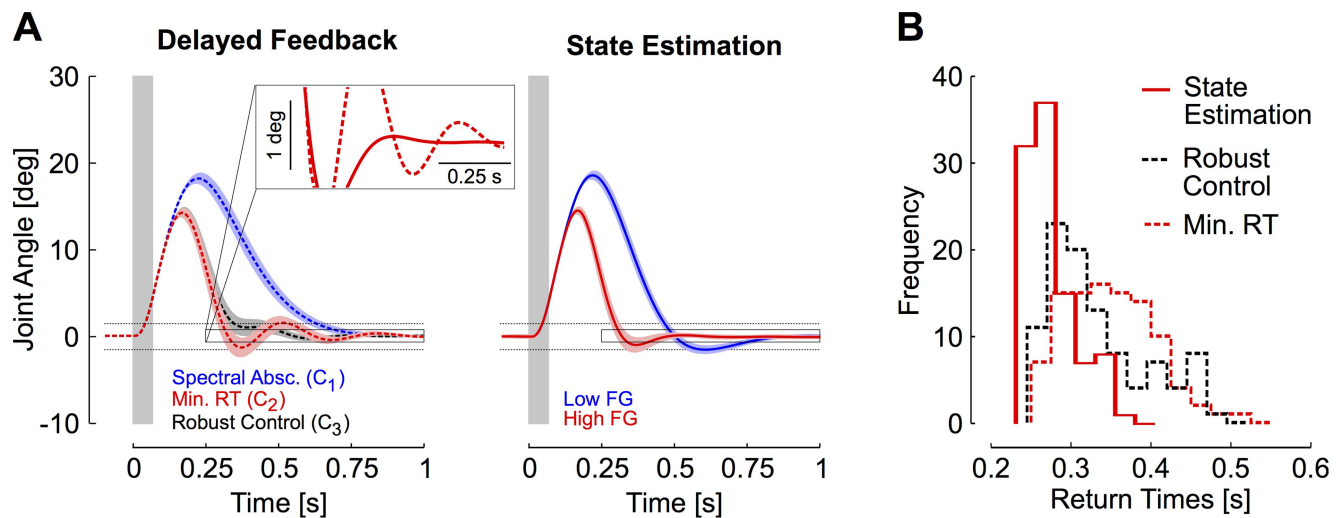 A
Delayed Feedback
State Estimation
B
Joint Angle [deg]
30
20
10
0
-10
1 deg
0.25 s
Spectral Absc. (C1)
Min. RT (C2)
Robust Control (C3)
0
0.25
0.5
0.75
1
Time [s]
Low FG
High FG
0
0.25
0.5
0.75
1
Time [s]
Frequency
40
30
20
10
0
State
Estimation
Robust
Control
Min. RT
0.2
0.3
0.4
0.5
0.6
Return Times [s]